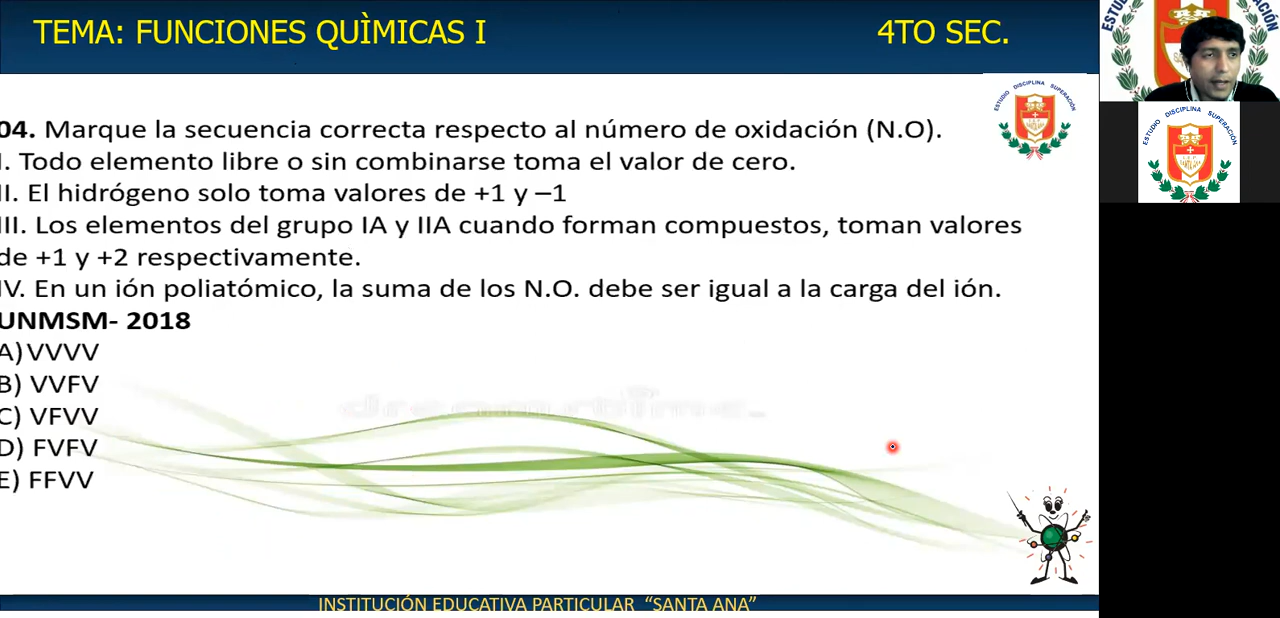 TEMA: FUNCIONES QUÌMICAS I
4TO SEC.
04. Marque la secuencia correcta respecto al número de oxidación (N.O).
I. Todo elemento libre o sin combinarse toma el valor de cero.
II. El hidrógeno solo toma valores de +1 y –1
III. Los elementos del grupo IA y IIA cuando forman compuestos, toman valores
de +1 y +2 respectivamente.
IV. En un ión poliatómico, la suma de los N.O. debe ser igual a la carga del ión.
UNMSM- 2018
A) VVVV
B) VVFV
C) VFVV
D) FVFV
E) FFVV
INSTITUCIÓN EDUCATIVA PARTICULAR “SANTA ANA”
ESTUDIO DISCIPLINA SUPERACIÓN
ESTUDIO DISCIPLINA SUPERACIÓN